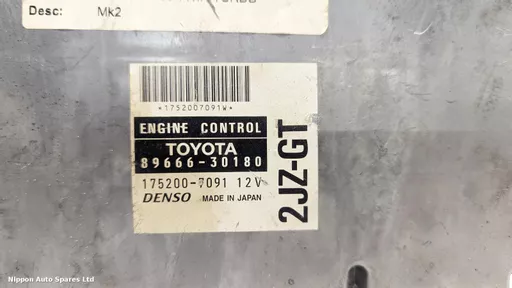 Desc: Mk2
*1752007091W*
ENGINE CONTROL
TOYOTA
89666-30180
175200-7091 12V
DENSO MADE IN JAPAN
2JZ-GT
Nippon Auto Spares Ltd